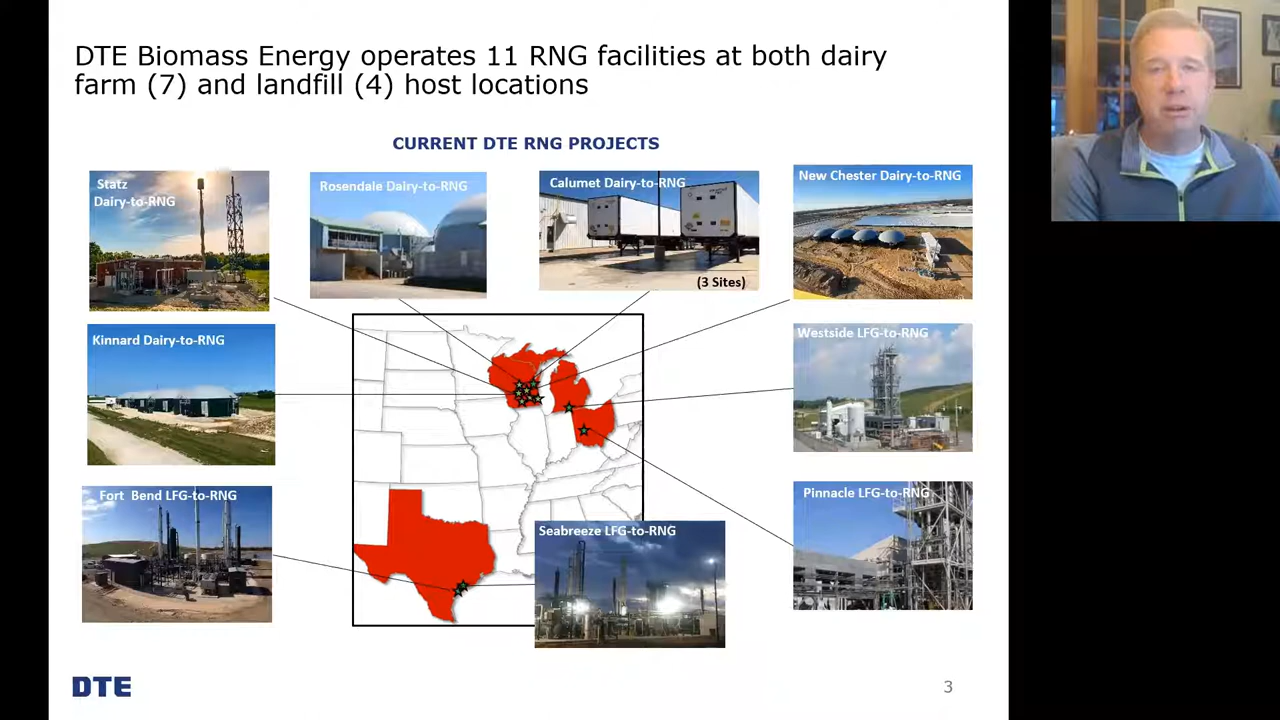 DTE Biomass Energy operates 11 RNG facilities at both dairy
farm (7) and landfill (4) host locations
CURRENT DTE RNG PROJECTS
Statz
Dairy-to-RNG
Rosendale Dairy-to-RNG
Calumet Dairy-to-RNG
(3 Sites)
New Chester Dairy-to-RNG
Kinnard Dairy-to-RNG
Westside LFG-to-RNG
Fort Bend LFG-to-RNG
Seabreeze LFG-to-RNG
Pinnacle LFG-to-RNG
DTE
3